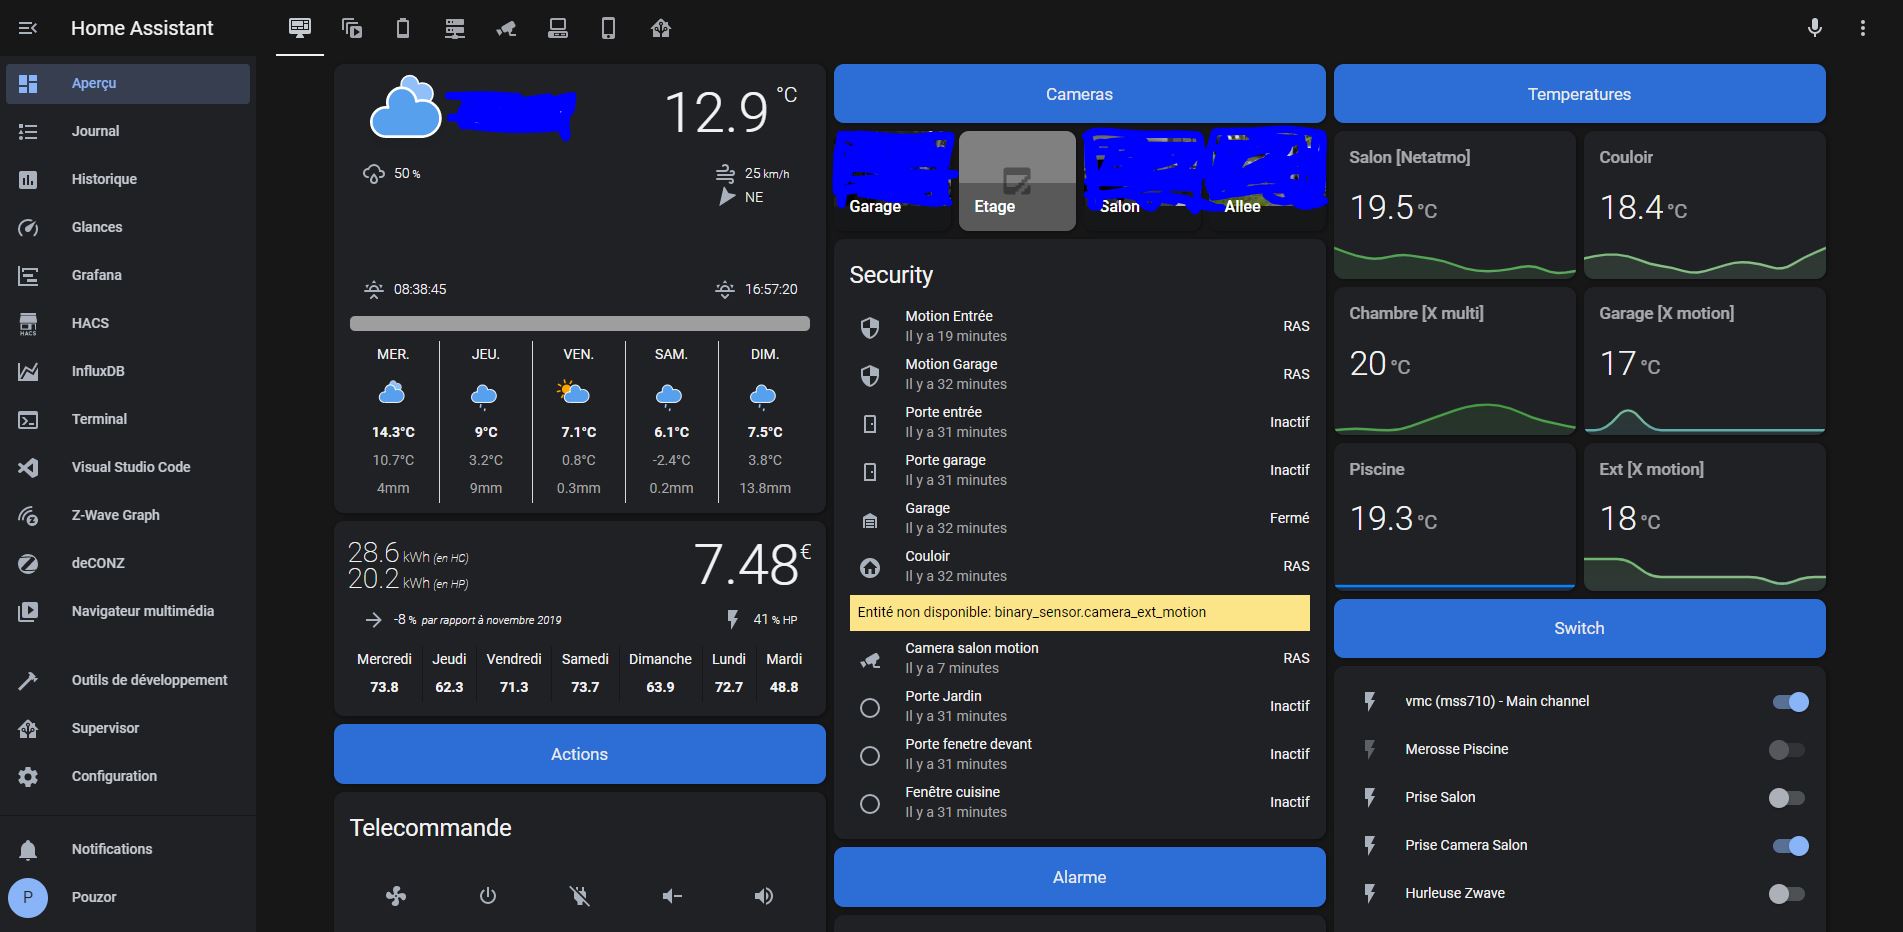 Home Assistant
Aperçu
Journal
Historique
Glances
Grafana
HACS
HACS
InfluxDB
Terminal
Visual Studio Code
Z-Wave Graph
deCONZ
Navigateur multimédia
Outils de développement
Supervisor
Configuration
Notifications
P
Pouzor
12.9 °C
50 %
25 km/h
NE
08:38:45
16:57:20
MER. JEU. VEN. SAM. DIM.
14.3°C 9°C 7.1°C 6.1°C 7.5°C
10.7°C 3.2°C 0.8°C -2.4°C 3.8°C
4mm 9mm 0.3mm 0.2mm 13.8mm
28.6 kWh (en HC)
20.2 kWh (en HP)
7.48€
-8 % par rapport à novembre 2019
41 % HP
Mercredi Jeudi Vendredi Samedi Dimanche Lundi Mardi
73.8 62.3 71.3 73.7 63.9 72.7 48.8
Actions
Telecommande
Cameras
Garage Etage Salon Allee
Security
Motion Entrée
Il y a 19 minutes
RAS
Motion Garage
Il y a 32 minutes
RAS
Porte entrée
Il y a 31 minutes
Inactif
Porte garage
Il y a 31 minutes
Inactif
Garage
Il y a 32 minutes
Fermé
Couloir
Il y a 32 minutes
RAS
Entité non disponible: binary_sensor.camera_ext_motion
Camera salon motion
Il y a 7 minutes
RAS
Porte Jardin
Il y a 31 minutes
Inactif
Porte fenetre devant
Il y a 31 minutes
Inactif
Fenêtre cuisine
Il y a 31 minutes
Inactif
Alarme
Temperatures
Salon [Netatmo]
19.5 °C
Couloir
18.4 °C
Chambre [X multi]
20 °C
Garage [X motion]
17 °C
Piscine
19.3 °C
Ext [X motion]
18 °C
Switch
vmc (mss710) - Main channel
Merosse Piscine
Prise Salon
Prise Camera Salon
Hurleuse Zwave